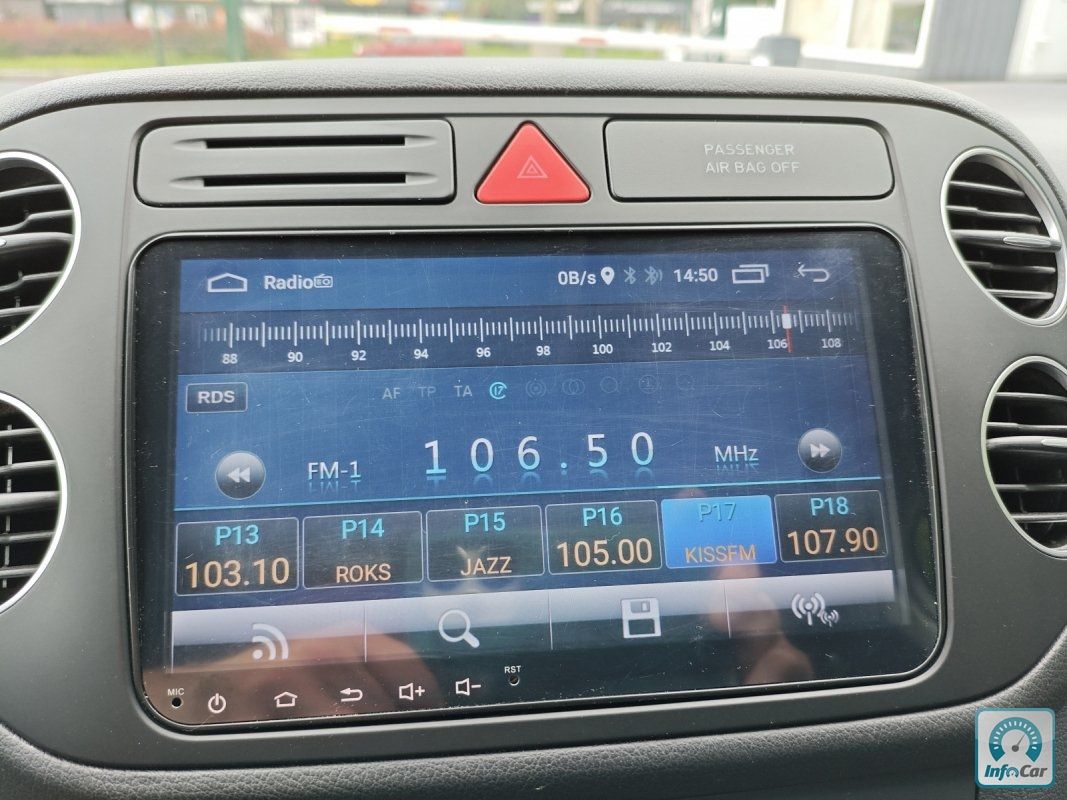 PASSENGER
AIR BAG OFF
Radio 0B/s 14:50
88 90 92 94 96 98 100 102 104 106 108
RDS AF TP TA 17
FM-1 106.50 MHz
P13 P14 P15 P16 P17 P18
103.10 ROKS JAZZ 105.00 KISSFM 107.90
MIC RST
InfoCar